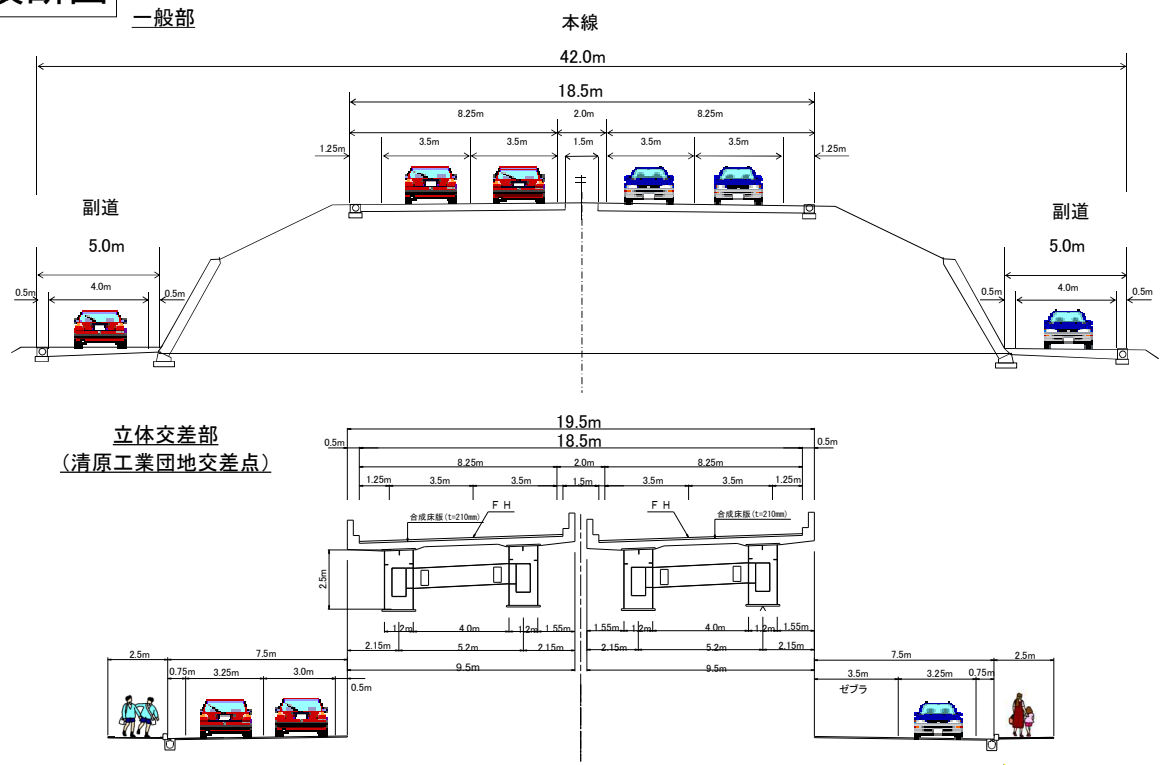 一般部
本線
42.0m
18.5m
8.25m 2.0m 8.25m
1.25m 3.5m 3.5m 1.5m 3.5m 3.5m 1.25m
副道 副道
5.0m 5.0m
0.5m 4.0m 0.5m 0.5m 4.0m 0.5m
立体交差部
(清原工業団地交差点)
19.5m
0.5m 18.5m 0.5m
8.25m 2.0m 8.25m
1.25m 3.5m 3.5m 1.5m 3.5m 3.5m 1.25m
合成床版(t=210mm) F H F H 合成床版(t=210mm)
2.5m
1.2m 4.0m 1.2m 1.55m 1.55m 1.2m 4.0m 1.2m 1.55m
2.15m 5.2m 2.15m 2.15m 5.2m 2.15m
9.5m 9.5m
2.5m 7.5m 7.5m 2.5m
0.75m 3.25m 3.0m 0.5m 3.5m 3.25m 0.75m
ゼブラ